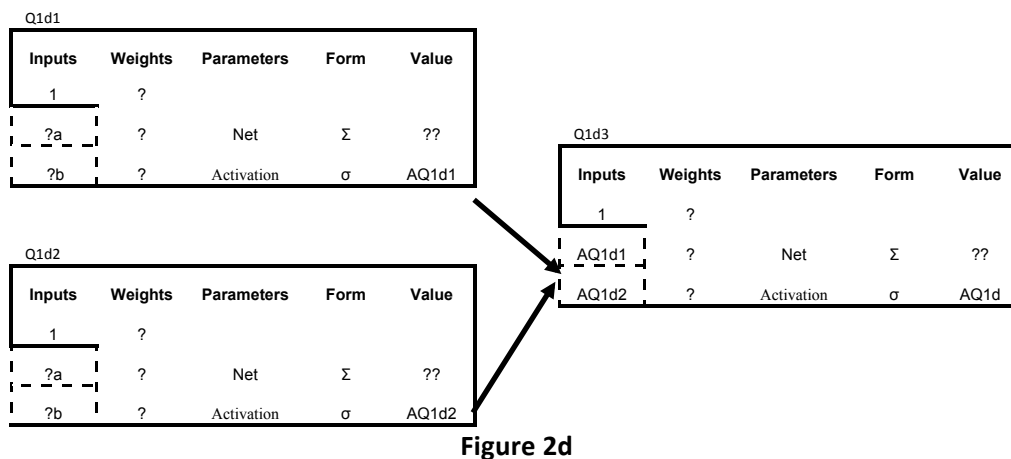 Q1d1
Inputs Weights Parameters Form Value
1 ?
?a ? Net Σ ??
?b ? Activation σ AQ1d1
Q1d2
Inputs Weights Parameters Form Value
1 ?
?a ? Net Σ ??
?b ? Activation σ AQ1d2
Q1d3
Inputs Weights Parameters Form Value
1 ?
AQ1d1 ? Net Σ ??
AQ1d2 ? Activation σ AQ1d
Figure 2d